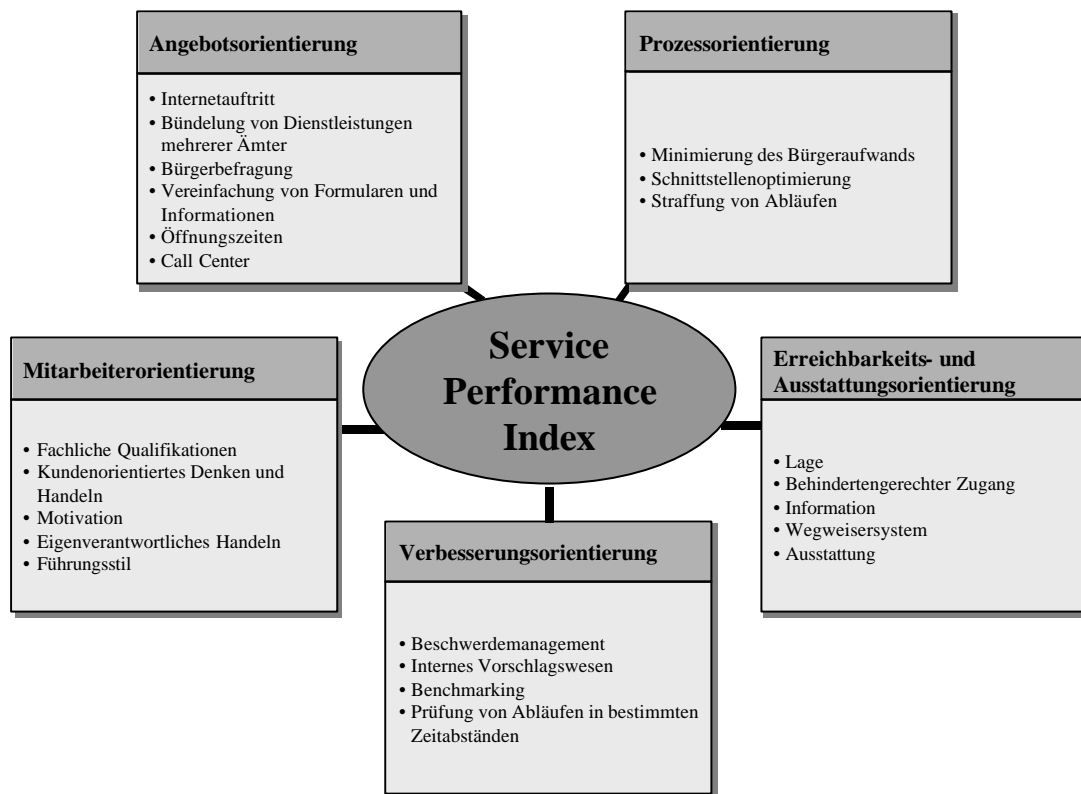 Angebotsorientierung
• Internetauftritt
• Bündelung von Dienstleistungen
mehrerer Ämter
• Bürgerbefragung
• Vereinfachung von Formularen und
Informationen
• Öffnungszeiten
• Call Center
Prozessorientierung
• Minimierung des Bürgeraufwands
• Schnittstellenoptimierung
• Straffung von Abläufen
Service
Performance
Index
Mitarbeiterorientierung
• Fachliche Qualifikationen
• Kundenorientiertes Denken und
Handeln
• Motivation
• Eigenverantwortliches Handeln
• Führungsstil
Erreichbarkeits- und
Ausstattungsorientierung
• Lage
• Behindertengerechter Zugang
• Information
• Wegweisersystem
• Ausstattung
Verbesserungsorientierung
• Beschwerdemanagement
• Internes Vorschlagswesen
• Benchmarking
• Prüfung von Abläufen in bestimmten
Zeitabständen